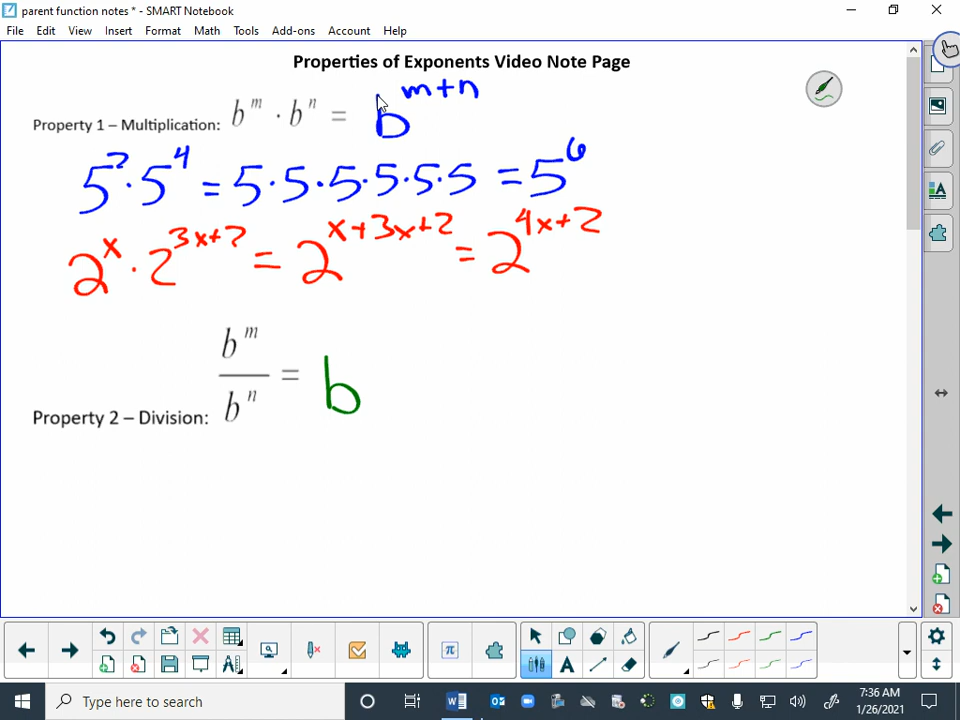 parent function notes * - SMART Notebook
File Edit View Insert Format Math Tools Add-ons Account Help
Properties of Exponents Video Note Page
Property 1 – Multiplication: b^m · b^n = b^(m+n)
5^2 · 5^4 = 5·5·5·5·5·5 = 5^6
2^x · 2^(3x+2) = 2^(x+3x+2) = 2^(4x+2)
Property 2 – Division: b^m / b^n = b
Type here to search
7:36 AM
1/26/2021